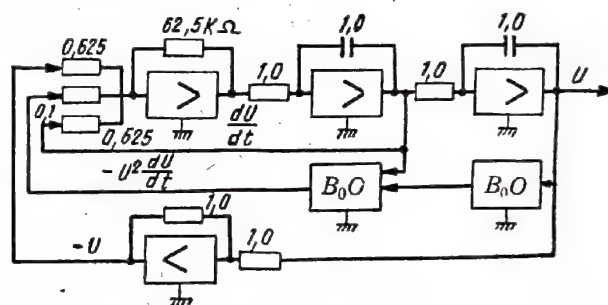 62,5KΩ
0,625
1,0
1,0
1,0
1,0
U
>
>
>
0,1
0,625
dU
dt
-U² dU
dt
B₀O
B₀O
1,0
-U
<
1,0